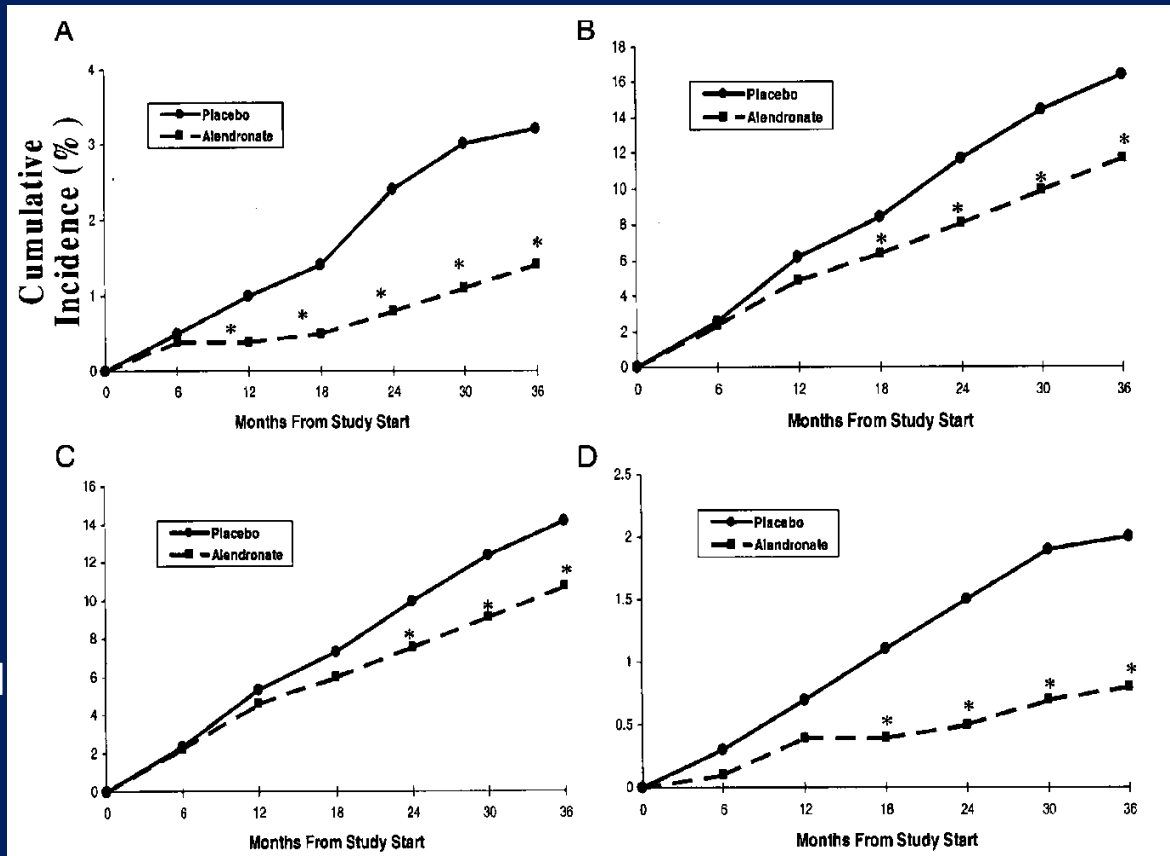 A
4
3
2
1
0
Cumulative
Incidence (%)
Placebo
Alendronate
* * * * * *
0 6 12 18 24 30 36
Months From Study Start
B
18
16
14
12
10
8
6
4
2
0
Placebo
Alendronate
* * * *
0 6 12 18 24 30 36
Months From Study Start
C
16
14
12
10
8
6
4
2
0
Placebo
Alendronate
* * *
0 6 12 18 24 30 36
Months From Study Start
D
2.5
2
1.5
1
0.5
0
Placebo
Alendronate
* * * *
0 6 12 18 24 30 36
Months From Study Start